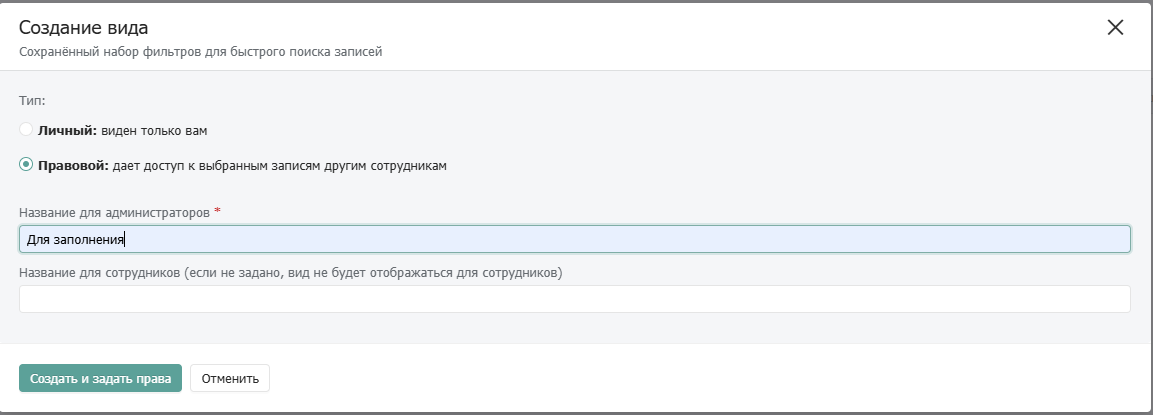 Создание вида
Сохранённый набор фильтров для быстрого поиска записей
Тип:
Личный: виден только вам
Правовой: дает доступ к выбранным записям другим сотрудникам
Название для администраторов *
Для заполнения
Название для сотрудников (если не задано, вид не будет отображаться для сотрудников)
Создать и задать права Отменить